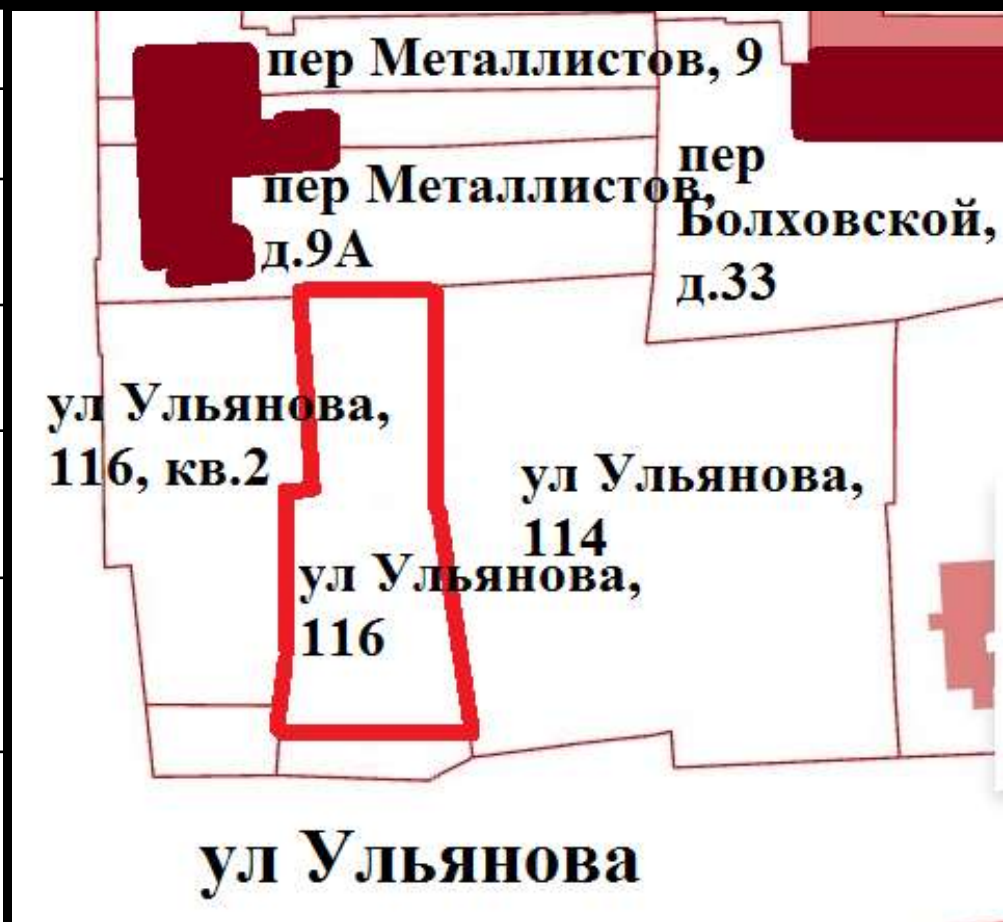 пер Металлистов, 9
пер Металлистов,
д.9А
пер
Болховской,
д.33
ул Ульянова,
116, кв.2
ул Ульянова,
114
ул Ульянова,
116
ул Ульянова